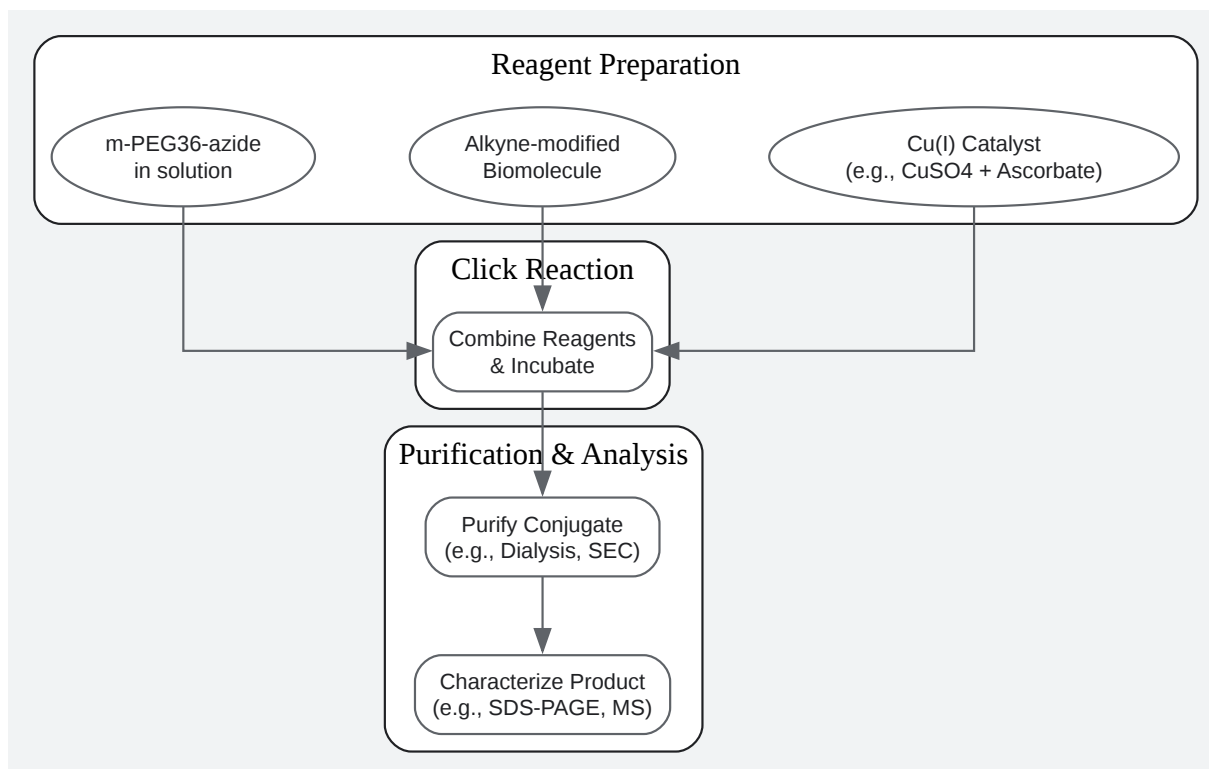 Reagent Preparation
m-PEG36-azide
in solution
Alkyne-modified
Biomolecule
Cu(I) Catalyst
(e.g., CuSO4 + Ascorbate)
Click Reaction
Combine Reagents
& Incubate
Purification & Analysis
Purify Conjugate
(e.g., Dialysis, SEC)
Characterize Product
(e.g., SDS-PAGE, MS)